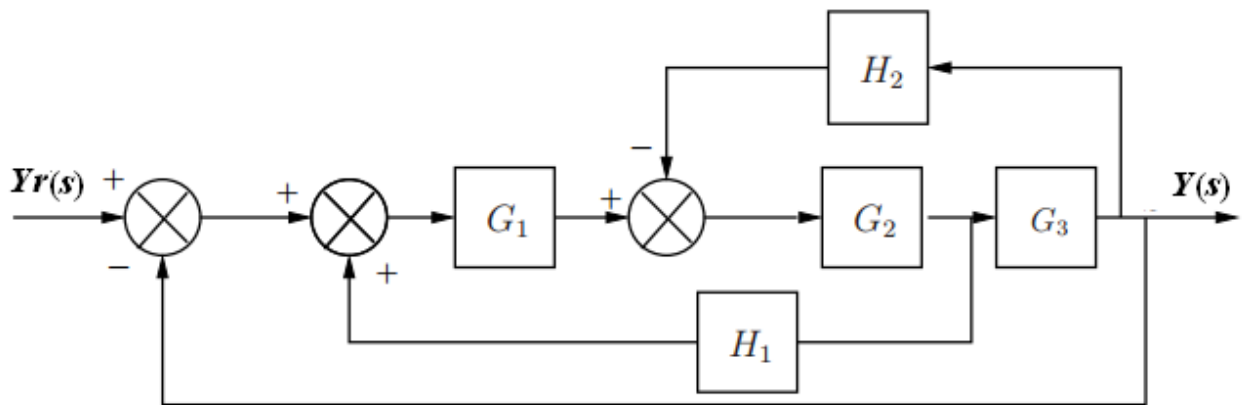 H₂
−
Yr(s)
+
+
G₁
+
G₂
G₃
Y(s)
−
+
H₁